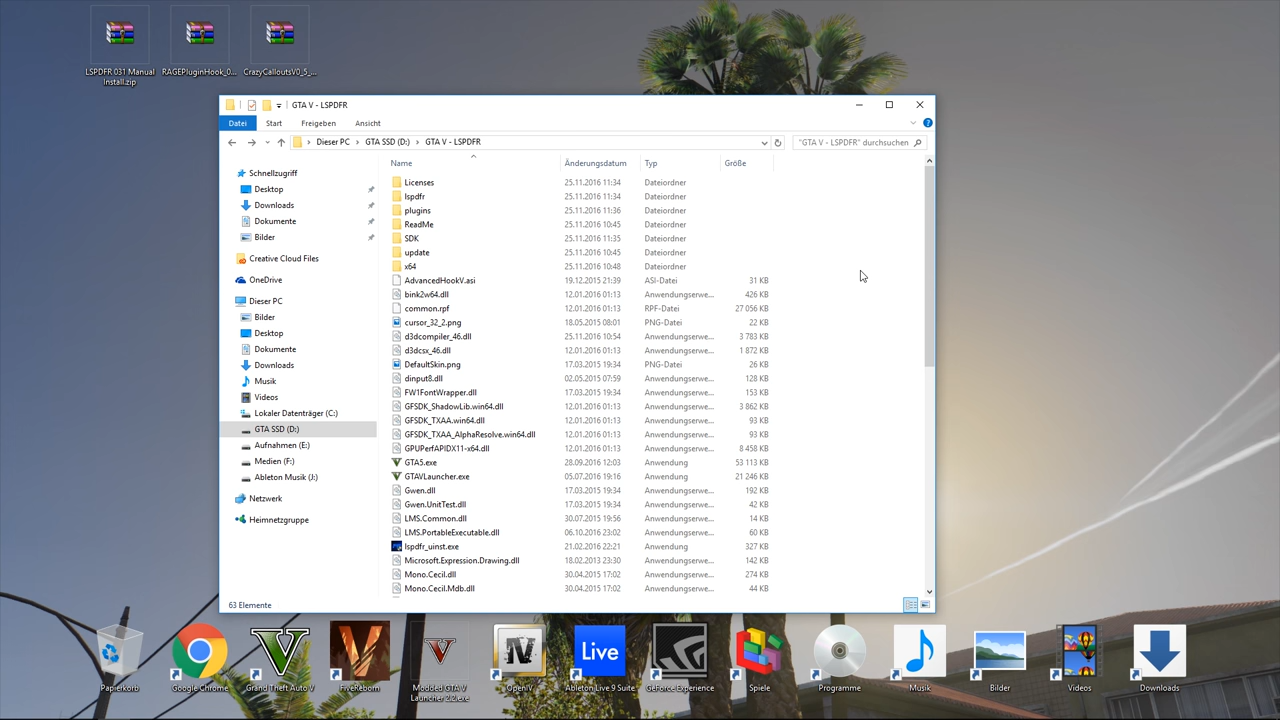 LSPDFR 031 Manual
Install.zip
RAGEPluginHook_0...
CrazyCalloutsV0_5_...
GTA V - LSPDFR
Datei Start Freigeben Ansicht
Dieser PC GTA SSD (D:) GTA V - LSPDFR "GTA V - LSPDFR" durchsuchen
Name Änderungsdatum Typ Größe
Schnellzugriff
Desktop
Downloads
Dokumente
Bilder
Creative Cloud Files
OneDrive
Dieser PC
Bilder
Desktop
Dokumente
Downloads
Musik
Videos
Lokaler Datenträger (C:)
GTA SSD (D:)
Aufnahmen (E:)
Medien (F:)
Ableton Musik (J:)
Netzwerk
Heimnetzgruppe
Licenses 25.11.2016 11:34 Dateiordner
lspdfr 25.11.2016 11:34 Dateiordner
plugins 25.11.2016 11:36 Dateiordner
ReadMe 25.11.2016 10:45 Dateiordner
SDK 25.11.2016 11:35 Dateiordner
update 25.11.2016 10:45 Dateiordner
x64 25.11.2016 10:48 Dateiordner
AdvancedHookV.asi 19.12.2015 21:39 ASI-Datei 31 KB
bink2w64.dll 12.01.2016 01:13 Anwendungserwe... 426 KB
common.rpf 12.01.2016 01:13 RPF-Datei 27 056 KB
cursor_32_2.png 18.05.2015 08:01 PNG-Datei 22 KB
d3dcompiler_46.dll 25.11.2016 10:54 Anwendungserwe... 3 783 KB
d3dcsx_46.dll 12.01.2016 01:13 Anwendungserwe... 1 872 KB
DefaultSkin.png 17.03.2015 19:34 PNG-Datei 26 KB
dinput8.dll 02.05.2015 07:59 Anwendungserwe... 128 KB
FW1FontWrapper.dll 17.03.2015 19:34 Anwendungserwe... 153 KB
GFSDK_ShadowLib.win64.dll 12.01.2016 01:13 Anwendungserwe... 3 862 KB
GFSDK_TXAA.win64.dll 12.01.2016 01:13 Anwendungserwe... 93 KB
GFSDK_TXAA_AlphaResolve.win64.dll 12.01.2016 01:13 Anwendungserwe... 93 KB
GPUPerfAPIDX11-x64.dll 12.01.2016 01:13 Anwendungserwe... 8 458 KB
GTA5.exe 28.09.2016 12:03 Anwendung 53 113 KB
GTAVLauncher.exe 05.07.2016 19:16 Anwendung 21 246 KB
Gwen.dll 17.03.2015 19:34 Anwendungserwe... 192 KB
Gwen.UnitTest.dll 17.03.2015 19:34 Anwendungserwe... 42 KB
LMS.Common.dll 30.07.2015 19:56 Anwendungserwe... 14 KB
LMS.PortableExecutable.dll 06.10.2016 23:02 Anwendungserwe... 60 KB
lspdfr_uinst.exe 21.02.2016 22:21 Anwendung 327 KB
Microsoft.Expression.Drawing.dll 18.02.2013 23:30 Anwendungserwe... 142 KB
Mono.Cecil.dll 30.04.2015 17:02 Anwendungserwe... 274 KB
Mono.Cecil.Mdb.dll 30.04.2015 17:02 Anwendungserwe... 44 KB
63 Elemente
Live
Papierkorb
Google Chrome
Grand Theft Auto V
FiveReborn
Modded GTA V
Launcher 2.2.exe
OpenIV
Ableton Live 9 Suite
GeForce Experience
Spiele
Programme
Musik
Bilder
Videos
Downloads